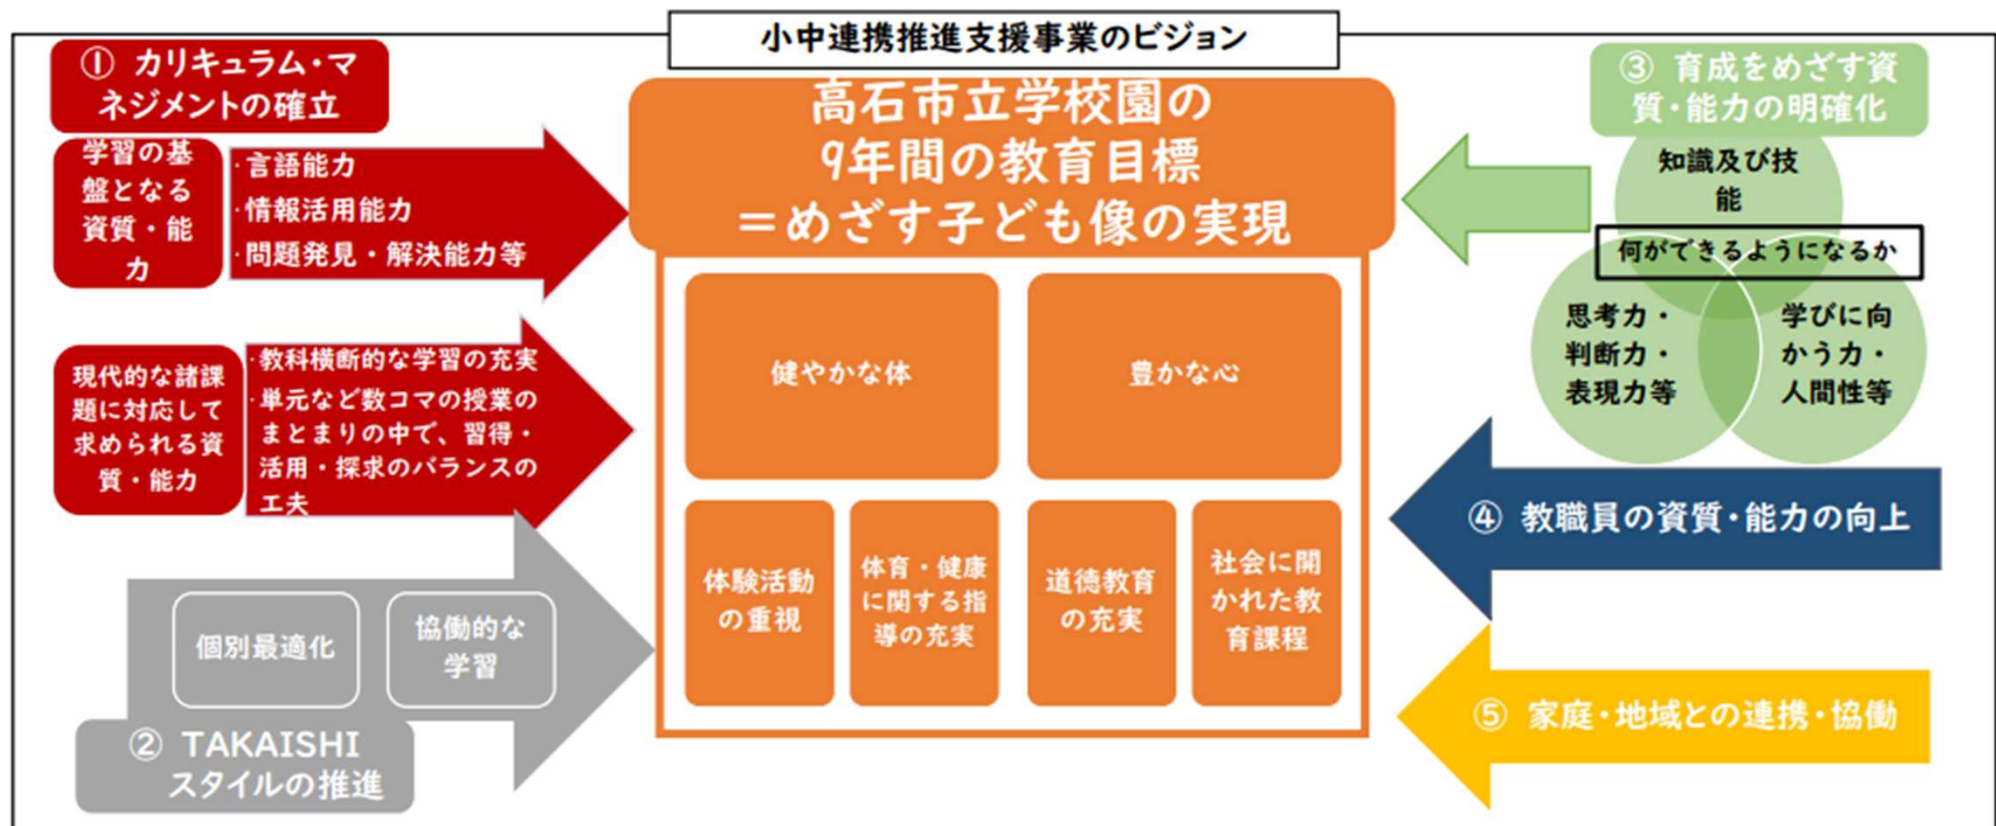 小中連携推進支援事業のビジョン
① カリキュラム・マ
ネジメントの確立
学習の基
盤となる
資質・能
力
・言語能力
・情報活用能力
・問題発見・解決能力等
現代的な諸課
題に対応して
求められる資
質・能力
・教科横断的な学習の充実
・単元など数コマの授業の
まとまりの中で、習得・
活用・探求のバランスの
工夫
個別最適化
協働的な
学習
② TAKAISHI
スタイルの推進
高石市立学校園の
9年間の教育目標
＝めざす子ども像の実現
健やかな体
豊かな心
体験活動
の重視
体育・健康
に関する指
導の充実
道徳教育
の充実
社会に開
かれた教
育課程
③ 育成をめざす資
質・能力の明確化
知識及び技
能
何ができるようになるか
思考力・
判断力・
表現力等
学びに向
かう力・
人間性等
④ 教職員の資質・能力の向上
⑤ 家庭・地域との連携・協働